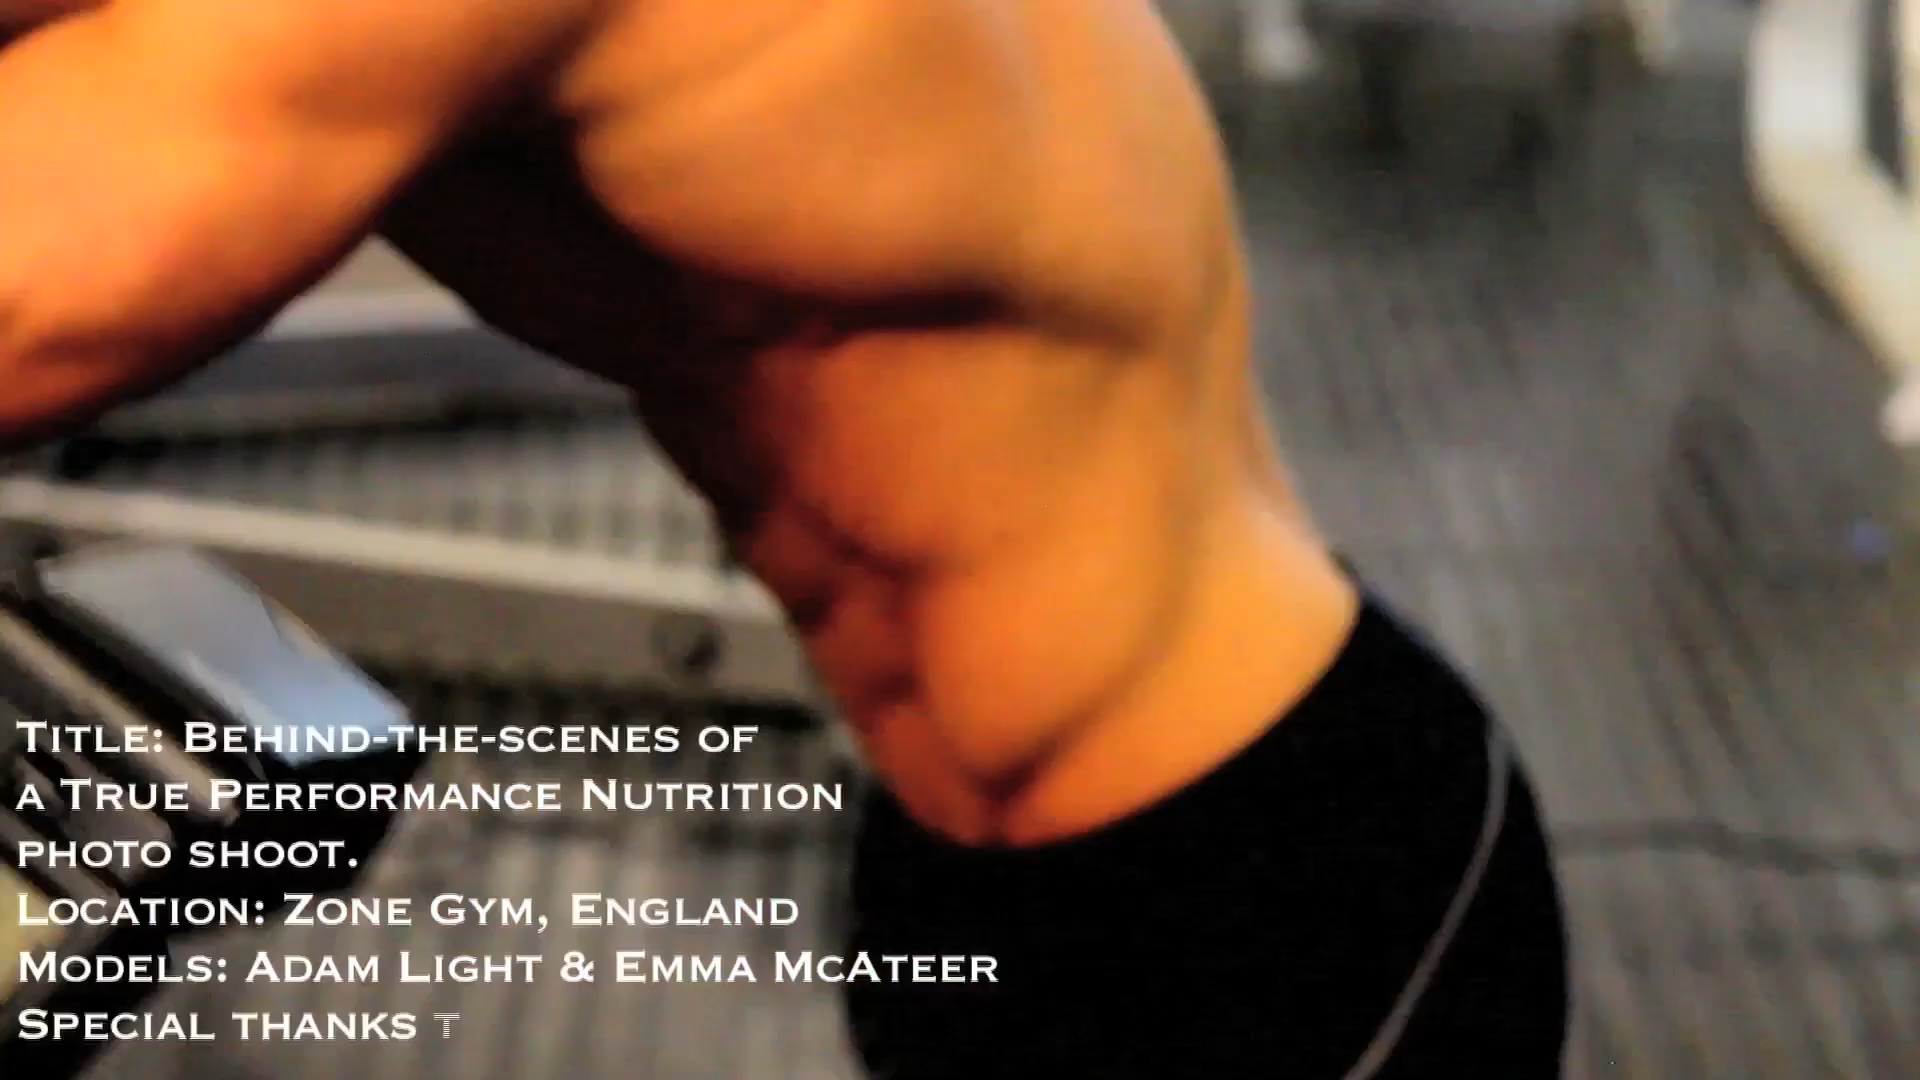 Title: Behind-the-scenes of
a True Performance Nutrition
photo shoot.
Location: Zone Gym, England
Models: Adam Light & Emma McAteer
Special thanks T